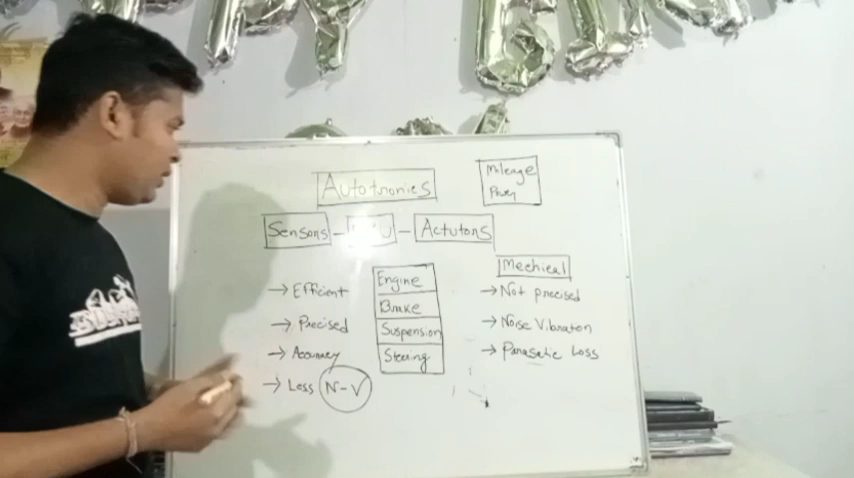 Autotronics
Mileage
Power
Sensors - - Actutors
Mechical
→ Efficient
→ Precised
→ Accuracy
→ Less N-V
Engine
Brake
Suspension
Steering
→ Not precised
→ Noise Vibration
→ Parasatic Loss